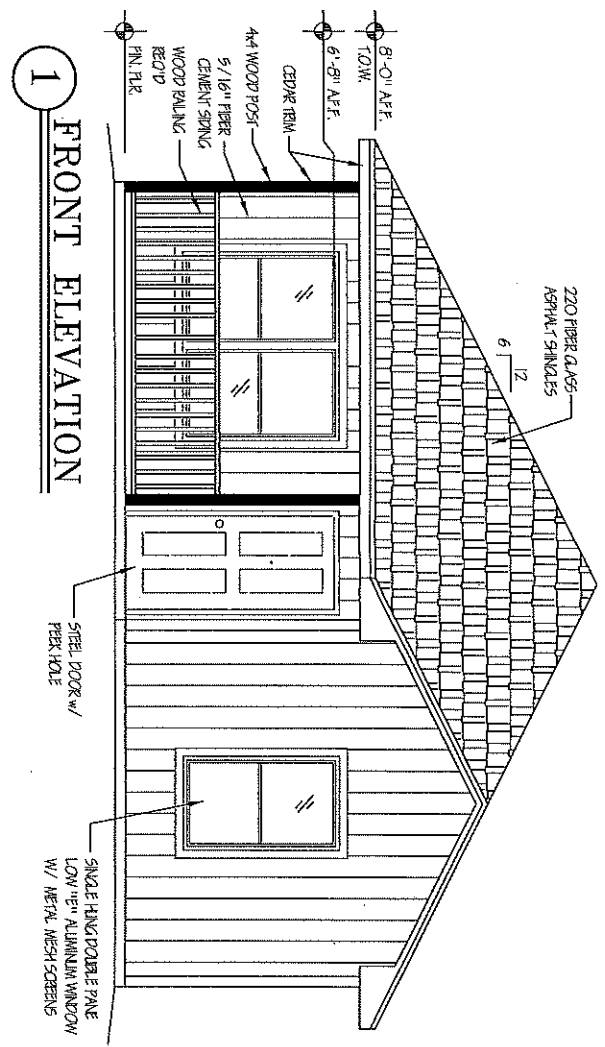 220 FIBER GLASS
ASPHALT SHINGLES
12
6
8'-0" A.F.F.
T.O.W.
6'-8" A.F.F.
CEDAR TRIM
4x4 WOOD POST
5/16" FIBER
CEMENT SIDING
WOOD RAILING
REQ'D
FIN. FLR.
STEEL DOOR w/
PEEK HOLE
SINGLE HUNG DOUBLE PANE
LOW "E" ALUMINUM WINDOW
W/ METAL MESH SCREENS
1
FRONT ELEVATION